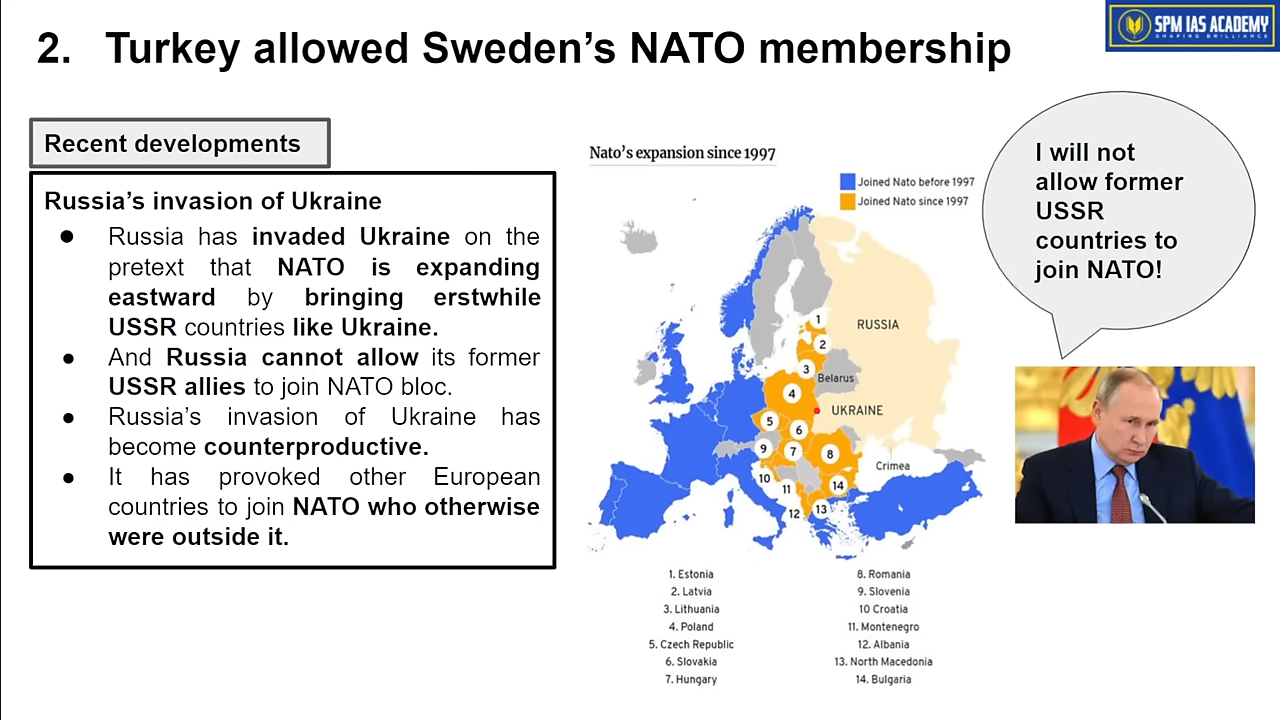 2. Turkey allowed Sweden's NATO membership
SPM IAS ACADEMY
SHAPING BRILLIANCE
Recent developments
Russia's invasion of Ukraine
● Russia has invaded Ukraine on the
pretext that NATO is expanding
eastward by bringing erstwhile
USSR countries like Ukraine.
● And Russia cannot allow its former
USSR allies to join NATO bloc.
● Russia's invasion of Ukraine has
become counterproductive.
● It has provoked other European
countries to join NATO who otherwise
were outside it.
Nato's expansion since 1997
Joined Nato before 1997
Joined Nato since 1997
RUSSIA
1
2
3
Belarus
4
UKRAINE
5
6
9
7
8
Crimea
10
11
14
12
13
1. Estonia
2. Latvia
3. Lithuania
4. Poland
5. Czech Republic
6. Slovakia
7. Hungary
8. Romania
9. Slovenia
10 Croatia
11. Montenegro
12. Albania
13. North Macedonia
14. Bulgaria
I will not
allow former
USSR
countries to
join NATO!